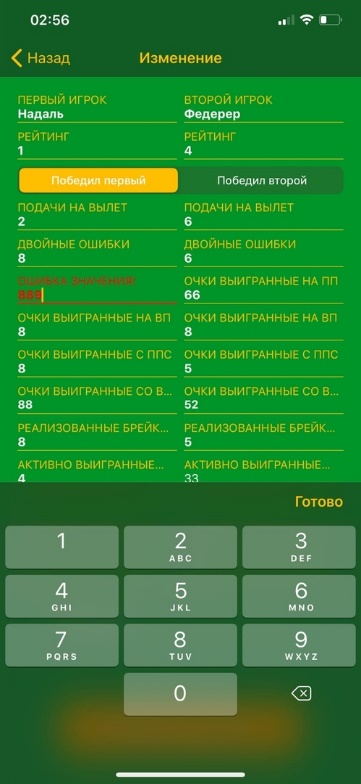 02:56
Назад
Изменение
ПЕРВЫЙ ИГРОК ВТОРОЙ ИГРОК
Надаль Федерер
РЕЙТИНГ РЕЙТИНГ
1 4
Победил первый Победил второй
ПОДАЧИ НА ВЫЛЕТ ПОДАЧИ НА ВЫЛЕТ
2 6
ДВОЙНЫЕ ОШИБКИ ДВОЙНЫЕ ОШИБКИ
8 6
ОШИБКА ЗНАЧЕНИЯ! ОЧКИ ВЫИГРАННЫЕ НА ПП
889 66
ОЧКИ ВЫИГРАННЫЕ НА ВП ОЧКИ ВЫИГРАННЫЕ НА ВП
8 8
ОЧКИ ВЫИГРАННЫЕ С ППС ОЧКИ ВЫИГРАННЫЕ С ППС
8 5
ОЧКИ ВЫИГРАННЫЕ СО В... ОЧКИ ВЫИГРАННЫЕ СО В...
88 52
РЕАЛИЗОВАННЫЕ БРЕЙК... РЕАЛИЗОВАННЫЕ БРЕЙК...
8 5
АКТИВНО ВЫИГРАННЫЕ... АКТИВНО ВЫИГРАННЫЕ...
4 33
Готово
1 2 3
ABC DEF
4 5 6
GHI JKL MNO
7 8 9
PQRS TUV WXYZ
0